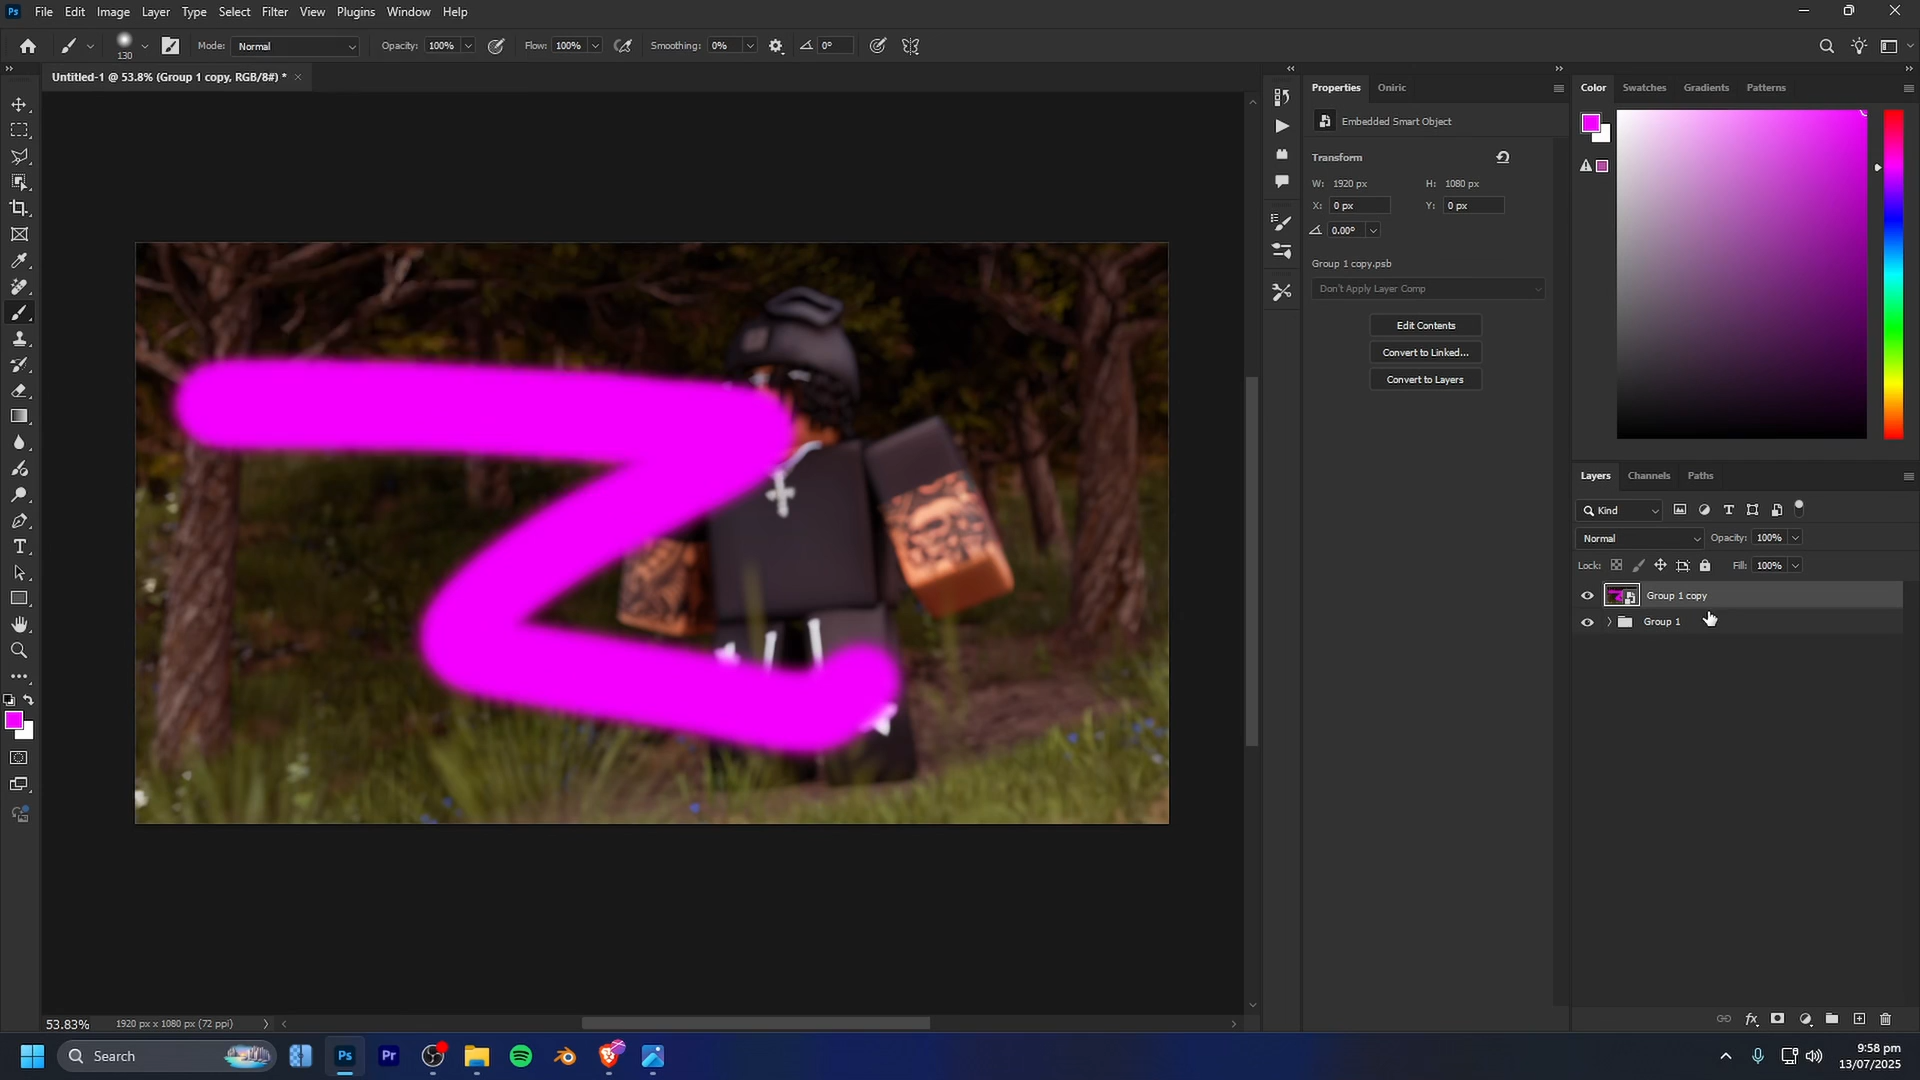 Ps File Edit Image Layer Type Select Filter View Plugins Window Help
130 Mode: Normal Opacity: 100% Flow: 100% Smoothing: 0% 0°
Untitled-1 @ 53.8% (Group 1 copy, RGB/8#) *
Properties Oniric
Embedded Smart Object
Transform
W: 1920 px H: 1080 px
X: 0 px Y: 0 px
0.00°
Group 1 copy.psb
Don't Apply Layer Comp
Edit Contents
Convert to Linked...
Convert to Layers
Color Swatches Gradients Patterns
Layers Channels Paths
Kind
Normal Opacity: 100%
Lock: Fill: 100%
Group 1 copy
Group 1
53.83% 1920 px x 1080 px (72 ppi)
Search Ps Pr
9:58 pm
13/07/2025